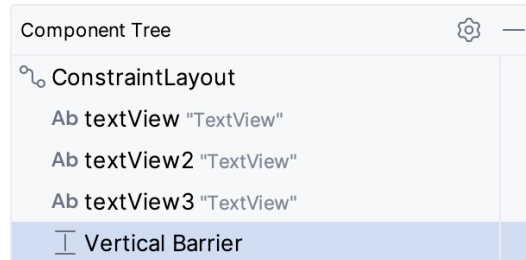 Component Tree
ConstraintLayout
Ab textView "TextView"
Ab textView2 "TextView"
Ab textView3 "TextView"
Vertical Barrier